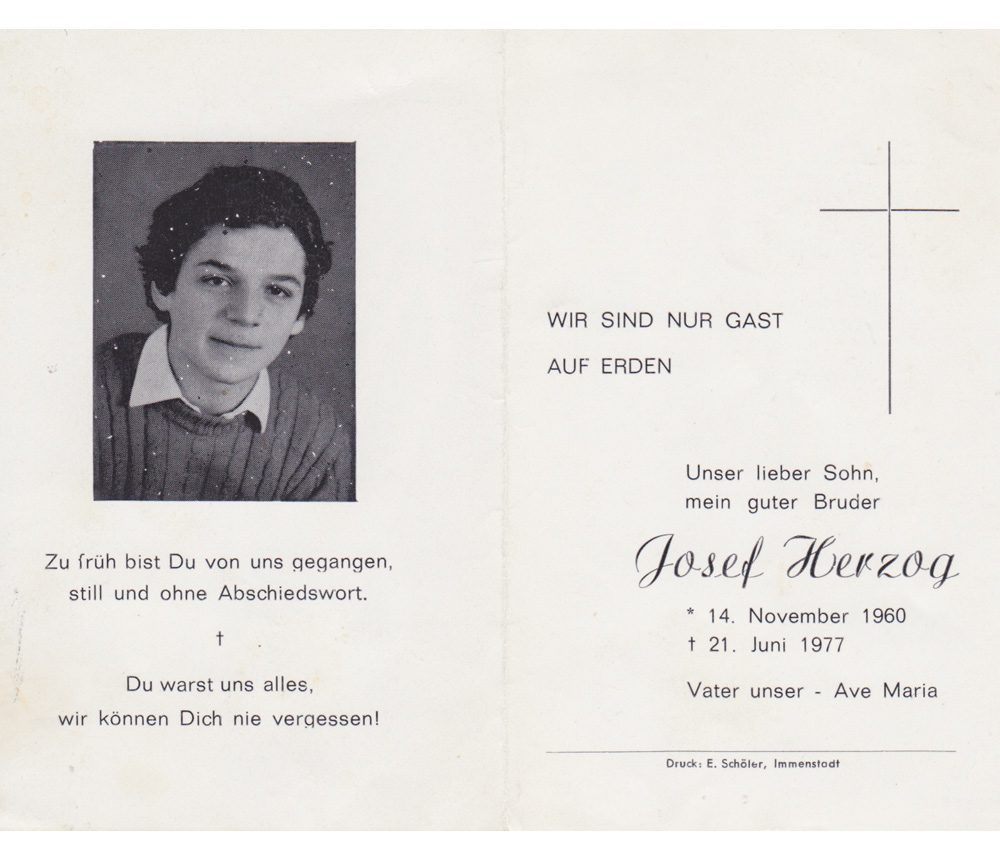 Zu früh bist Du von uns gegangen,
still und ohne Abschiedswort.
†
Du warst uns alles,
wir können Dich nie vergessen!
WIR SIND NUR GAST
AUF ERDEN
Unser lieber Sohn,
mein guter Bruder
Josef Herzog
* 14. November 1960
† 21. Juni 1977
Vater unser - Ave Maria
Druck: E. Schöler, Immenstadt